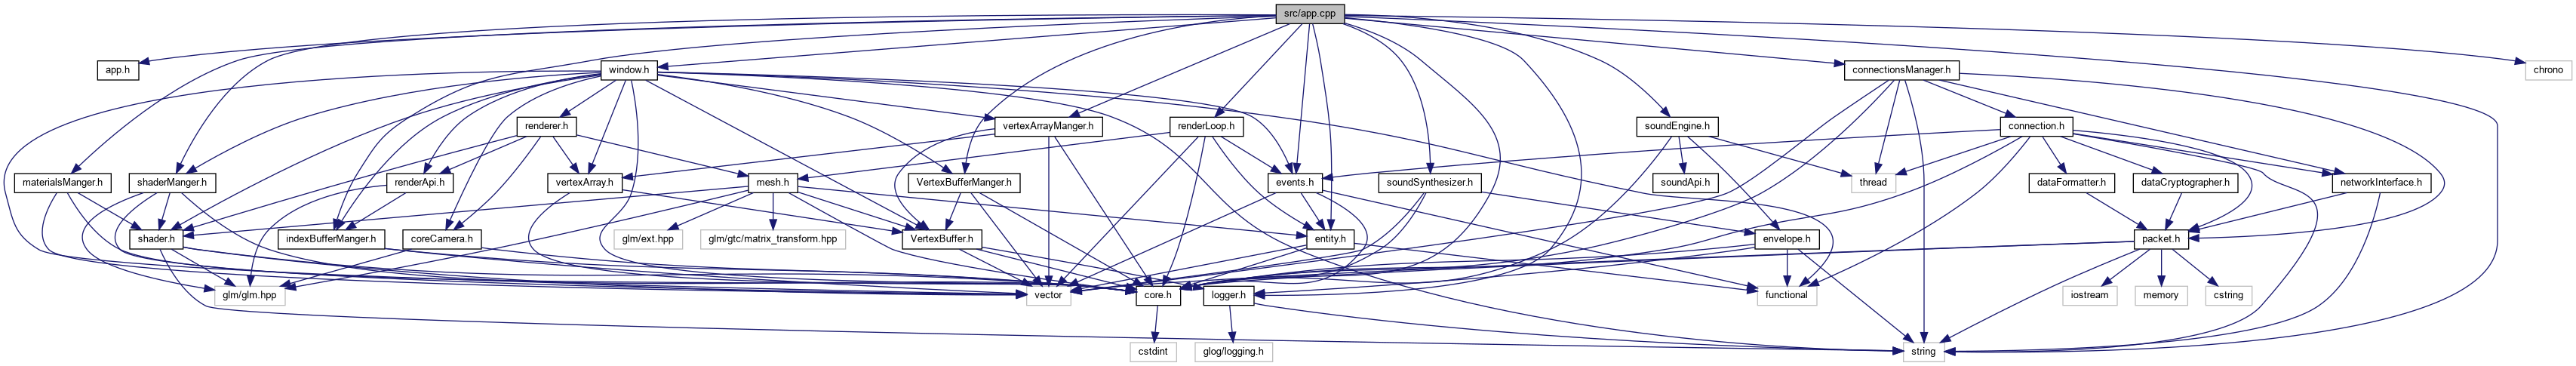 src/app.cpp
app.h
window.h
connectionsManager.h
chrono
renderer.h
vertexArrayManger.h
renderLoop.h
soundEngine.h
connection.h
materialsManger.h
shaderManger.h
renderApi.h
vertexArray.h
mesh.h
VertexBufferManger.h
events.h
soundSynthesizer.h
soundApi.h
thread
dataFormatter.h
dataCryptographer.h
networkInterface.h
shader.h
indexBufferManger.h
coreCamera.h
glm/ext.hpp
glm/gtc/matrix_transform.hpp
VertexBuffer.h
entity.h
envelope.h
packet.h
glm/glm.hpp
vector
core.h
logger.h
functional
iostream
memory
cstring
cstdint
glog/logging.h
string